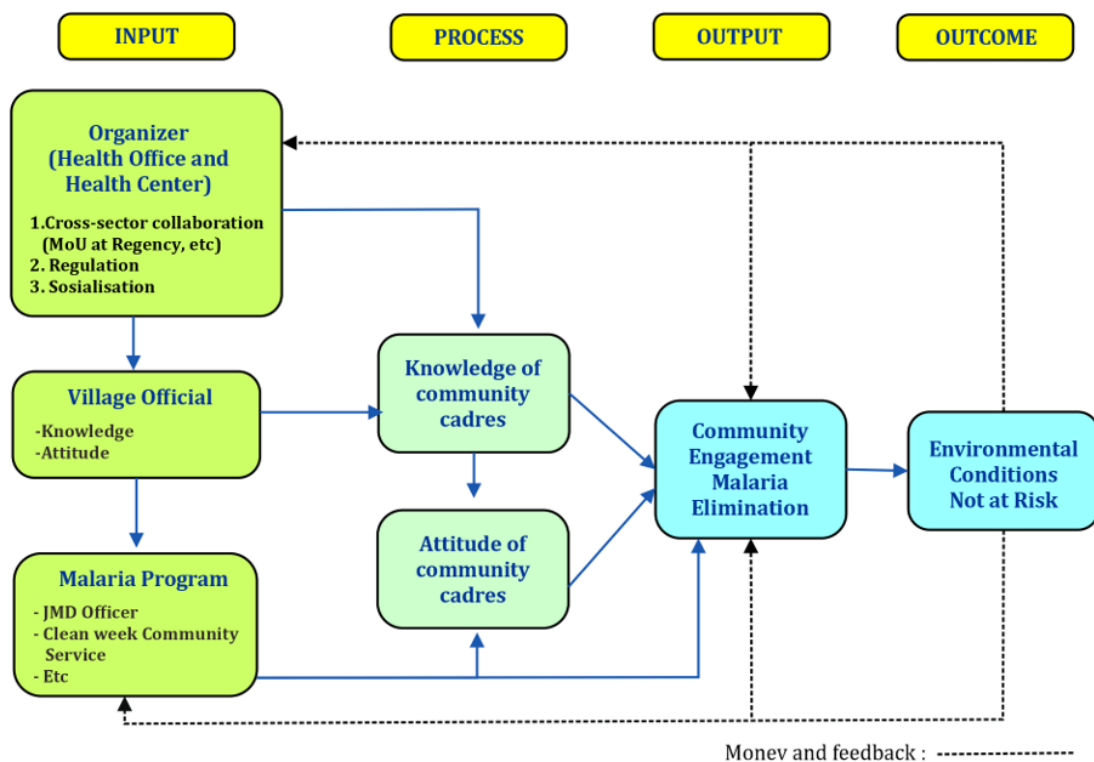 INPUT
PROCESS
OUTPUT
OUTCOME
Organizer
(Health Office and
Health Center)
1.Cross-sector collaboration
(MoU at Regency, etc)
2. Regulation
3. Sosialisation
Village Official
-Knowledge
-Attitude
Malaria Program
- JMD Officer
- Clean week Community
Service
- Etc
Knowledge of
community
cadres
Attitude of
community
cadres
Community
Engagement
Malaria
Elimination
Environmental
Conditions
Not at Risk
Monev and feedback :